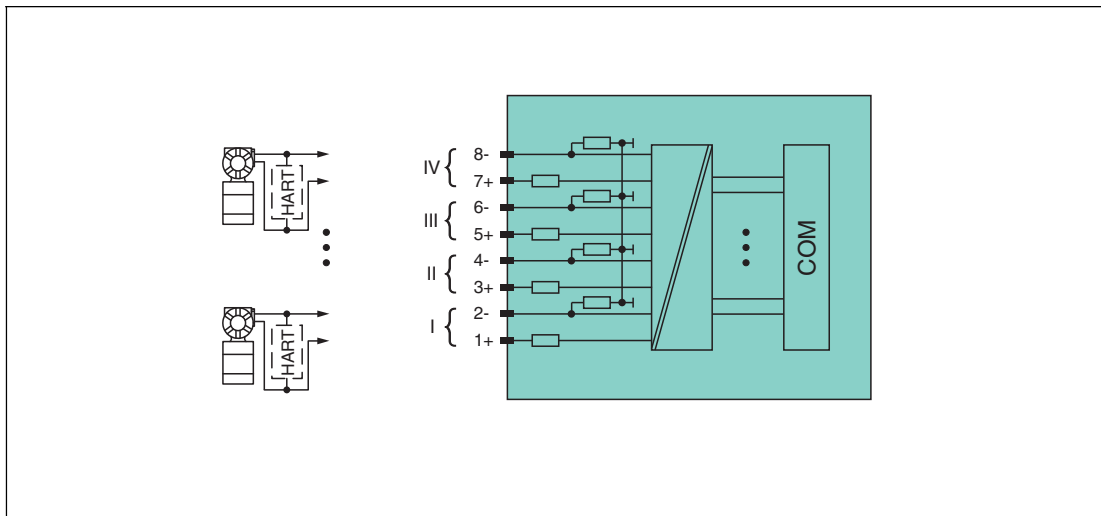 HART
HART
IV
8-
7+
III
6-
5+
II
4-
3+
I
2-
1+
COM